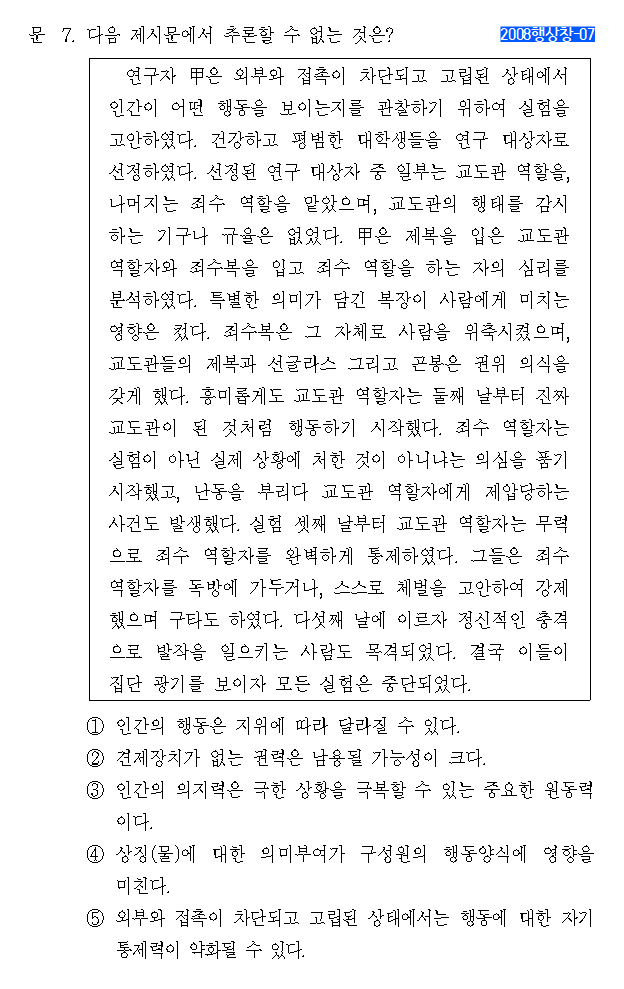 문 7. 다음 제시문에서 추론할 수 없는 것은? 2008행상창-07
연구자 甲은 외부와 접촉이 차단되고 고립된 상태에서
인간이 어떤 행동을 보이는지를 관찰하기 위하여 실험을
고안하였다. 건강하고 평범한 대학생들을 연구 대상자로
선정하였다. 선정된 연구 대상자 중 일부는 교도관 역할을,
나머지는 죄수 역할을 맡았으며, 교도관의 행태를 감시
하는 기구나 규율은 없었다. 甲은 제복을 입은 교도관
역할자와 죄수복을 입고 죄수 역할을 하는 자의 심리를
분석하였다. 특별한 의미가 담긴 복장이 사람에게 미치는
영향은 컸다. 죄수복은 그 자체로 사람을 위축시켰으며,
교도관들의 제복과 선글라스 그리고 곤봉은 권위 의식을
갖게 했다. 흥미롭게도 교도관 역할자는 둘째 날부터 진짜
교도관이 된 것처럼 행동하기 시작했다. 죄수 역할자는
실험이 아닌 실제 상황에 처한 것이 아니냐는 의심을 품기
시작했고, 난동을 부리다 교도관 역할자에게 제압당하는
사건도 발생했다. 실험 셋째 날부터 교도관 역할자는 무력
으로 죄수 역할자를 완벽하게 통제하였다. 그들은 죄수
역할자를 독방에 가두거나, 스스로 체벌을 고안하여 강제
했으며 구타도 하였다. 다섯째 날에 이르자 정신적인 충격
으로 발작을 일으키는 사람도 목격되었다. 결국 이들이
집단 광기를 보이자 모든 실험은 중단되었다.
① 인간의 행동은 지위에 따라 달라질 수 있다.
② 견제장치가 없는 권력은 남용될 가능성이 크다.
③ 인간의 의지력은 극한 상황을 극복할 수 있는 중요한 원동력
이다.
④ 상징(물)에 대한 의미부여가 구성원의 행동양식에 영향을
미친다.
⑤ 외부와 접촉이 차단되고 고립된 상태에서는 행동에 대한 자기
통제력이 약화될 수 있다.